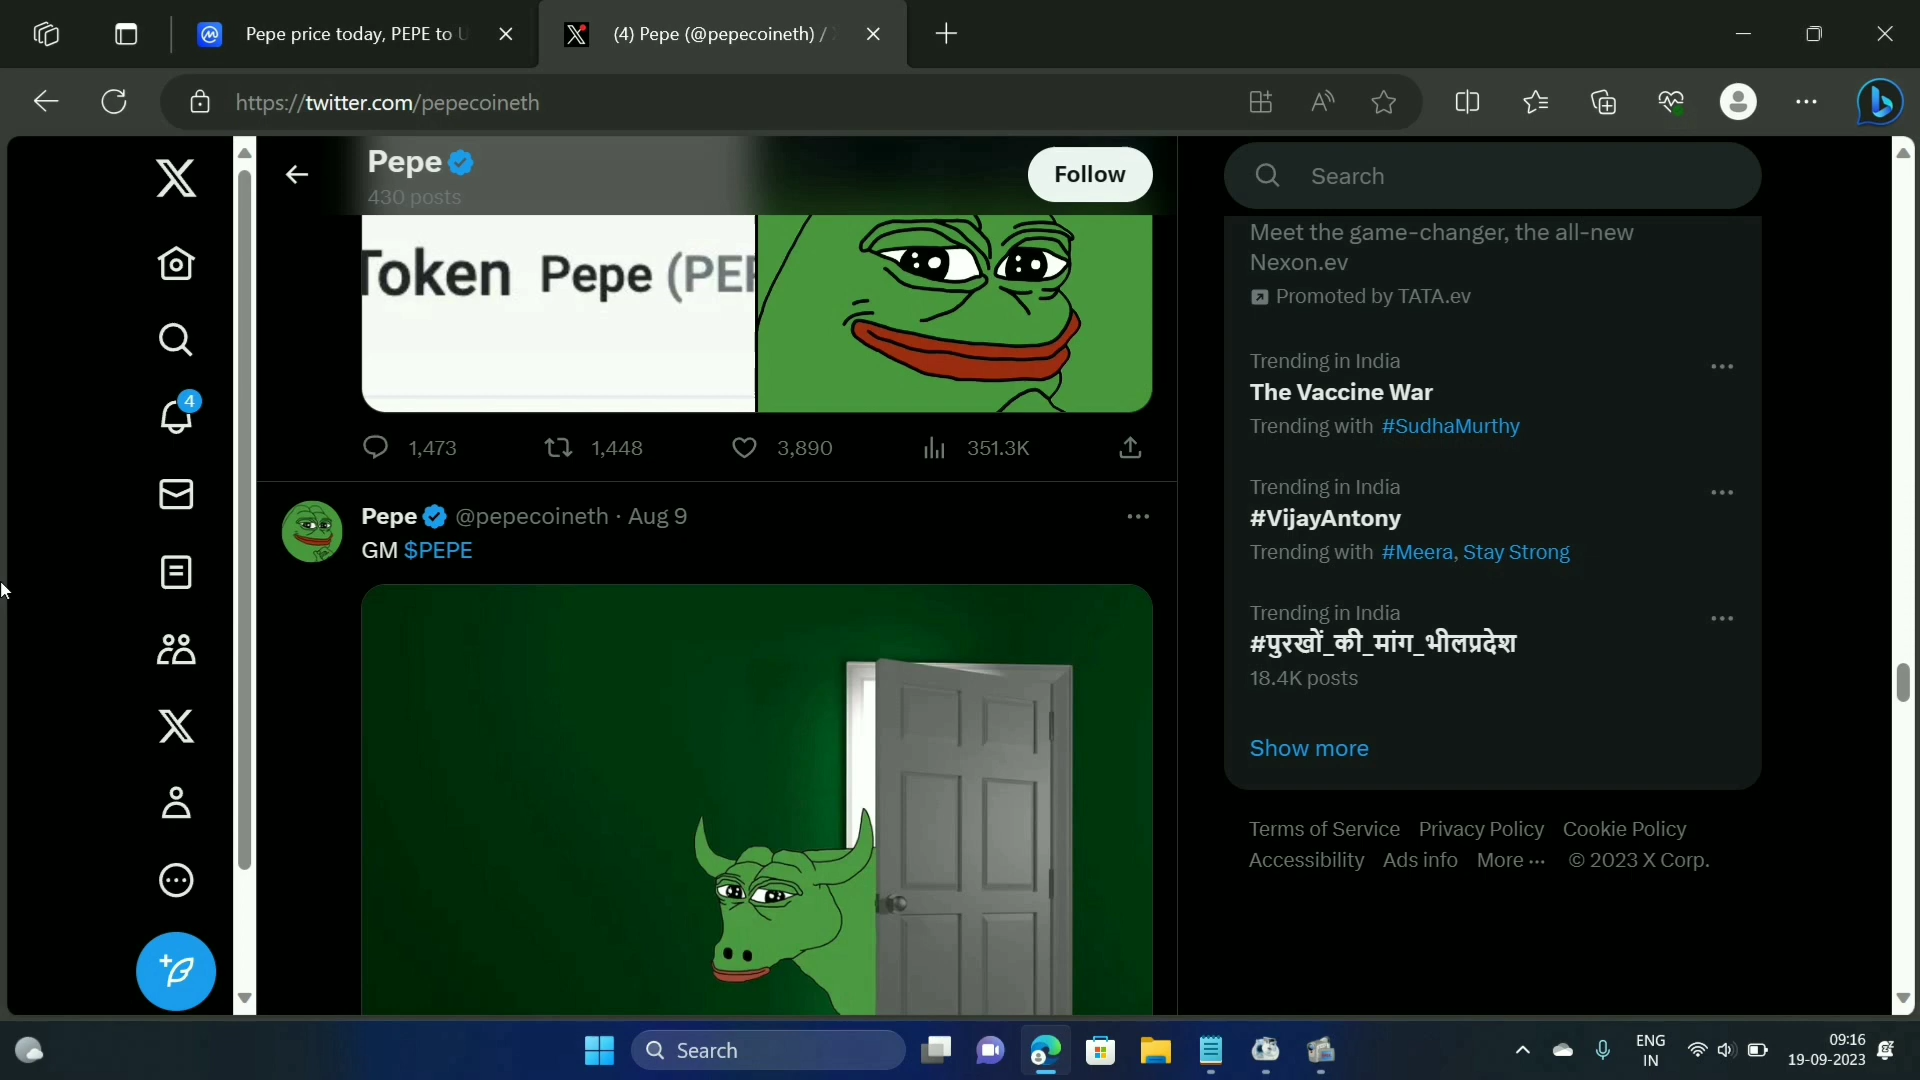 Pepe price today, PEPE to U
(4) Pepe (@pepecoineth) /
https://twitter.com/pepecoineth
Pepe
430 posts
Follow
Token Pepe (PEP
1,473
1,448
3,890
351.3K
Pepe @pepecoineth · Aug 9
GM $PEPE
4
Search
Meet the game-changer, the all-new
Nexon.ev
Promoted by TATA.ev
Trending in India
The Vaccine War
Trending with #SudhaMurthy
Trending in India
#VijayAntony
Trending with #Meera, Stay Strong
Trending in India
#पुरखों_की_मांग_भीलप्रदेश
18.4K posts
Show more
Terms of Service Privacy Policy Cookie Policy
Accessibility Ads info More ··· © 2023 X Corp.
Search
ENG
IN
09:16
19-09-2023